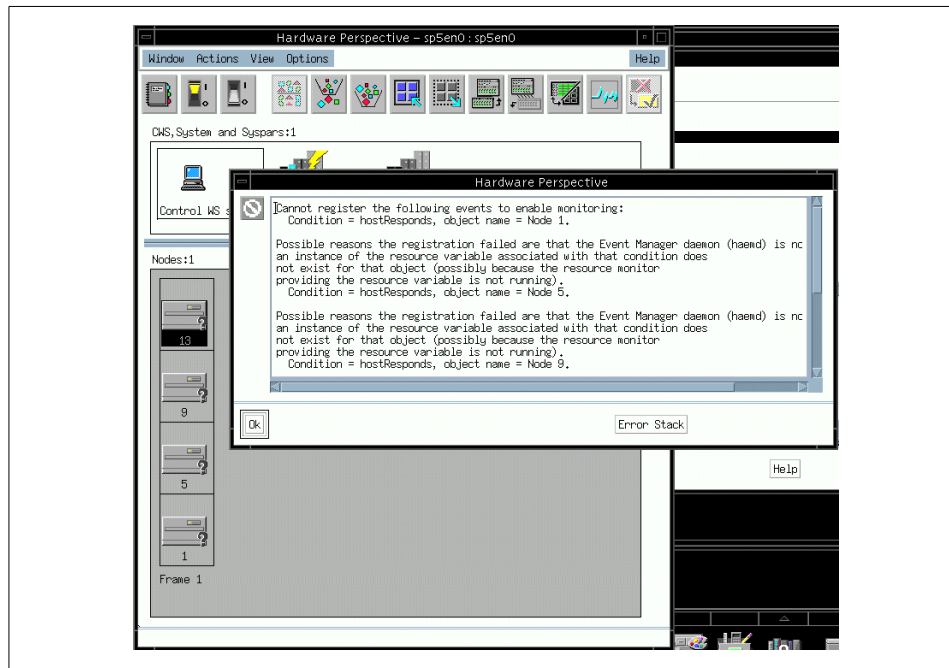 Hardware Perspective - sp5en0 : sp5en0
Window Actions View Options Help
CWS,System and Syspars:1
Control WS
Hardware Perspective
Cannot register the following events to enable monitoring:
Condition = hostResponds, object name = Node 1.
Possible reasons the registration failed are that the Event Manager daemon (haemd) is
an instance of the resource variable associated with that condition does
not exist for that object (possibly because the resource monitor
providing the resource variable is not running).
Condition = hostResponds, object name = Node 5.
Possible reasons the registration failed are that the Event Manager daemon (haemd) is
an instance of the resource variable associated with that condition does
not exist for that object (possibly because the resource monitor
providing the resource variable is not running).
Condition = hostResponds, object name = Node 9.
Ok
Error Stack
Nodes:1
13
9
5
1
Frame 1
Help